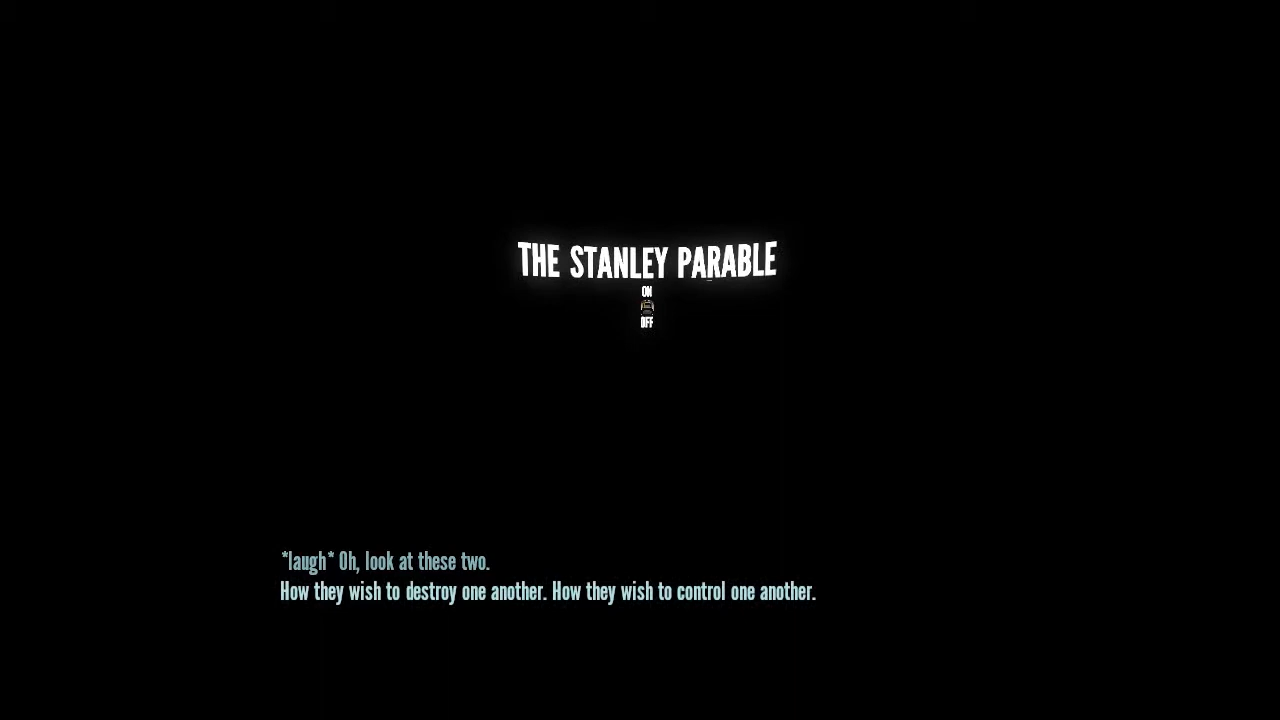 THE STANLEY PARABLE
ON
OFF
*laugh* Oh, look at these two.
How they wish to destroy one another. How they wish to control one another.